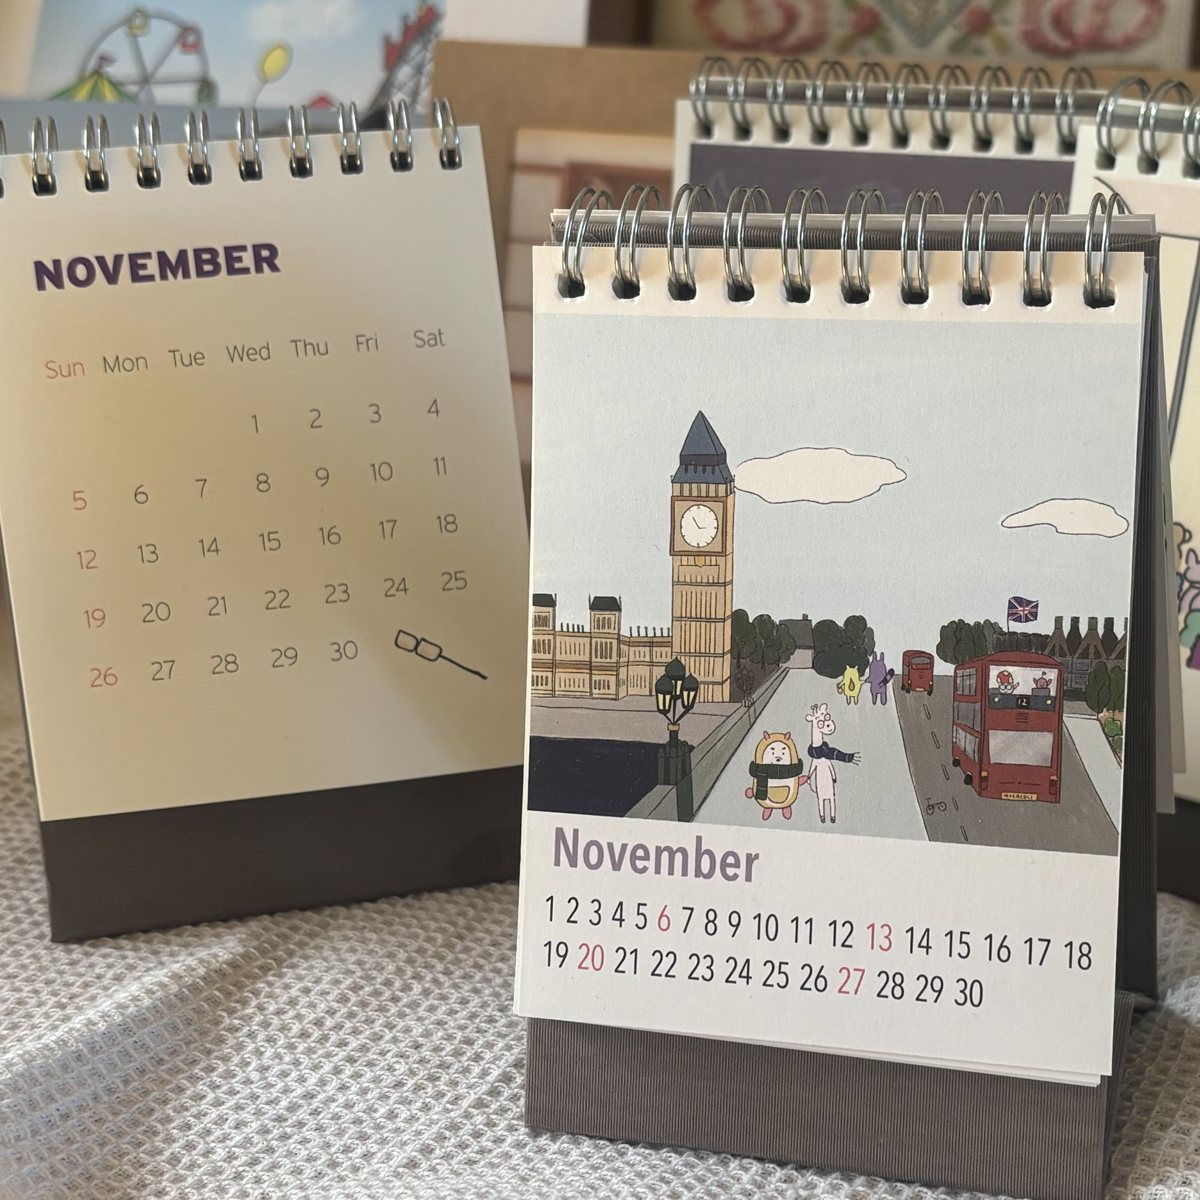 NOVEMBER
Sun Mon Tue Wed Thu Fri Sat
1 2 3 4
5 6 7 8 9 10 11
12 13 14 15 16 17 18
19 20 21 22 23 24 25
26 27 28 29 30
12
November
1 2 3 4 5 6 7 8 9 10 11 12 13 14 15 16 17 18
19 20 21 22 23 24 25 26 27 28 29 30